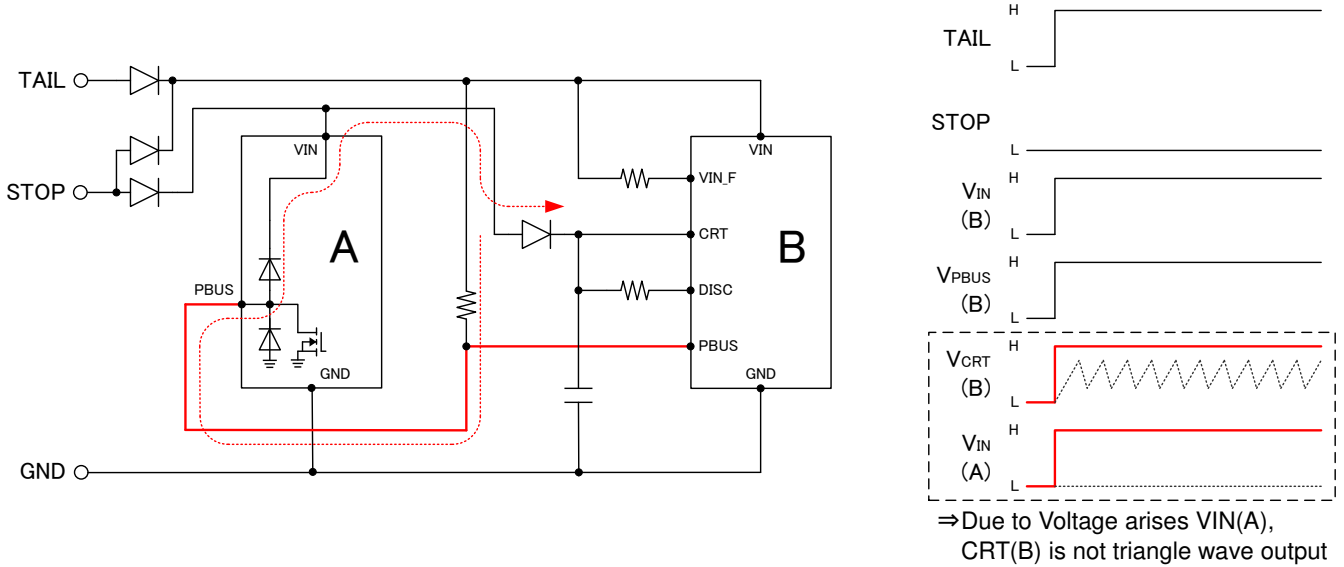 TAIL
STOP
GND
VIN
A
PBUS
GND
VIN
VIN_F
CRT
B
DISC
PBUS
GND
TAIL
H
L
STOP
L
VIN
(B)
H
L
VPBUS
(B)
H
L
VCRT
(B)
H
L
VIN
(A)
H
L
⇒Due to Voltage arises VIN(A),
CRT(B) is not triangle wave output